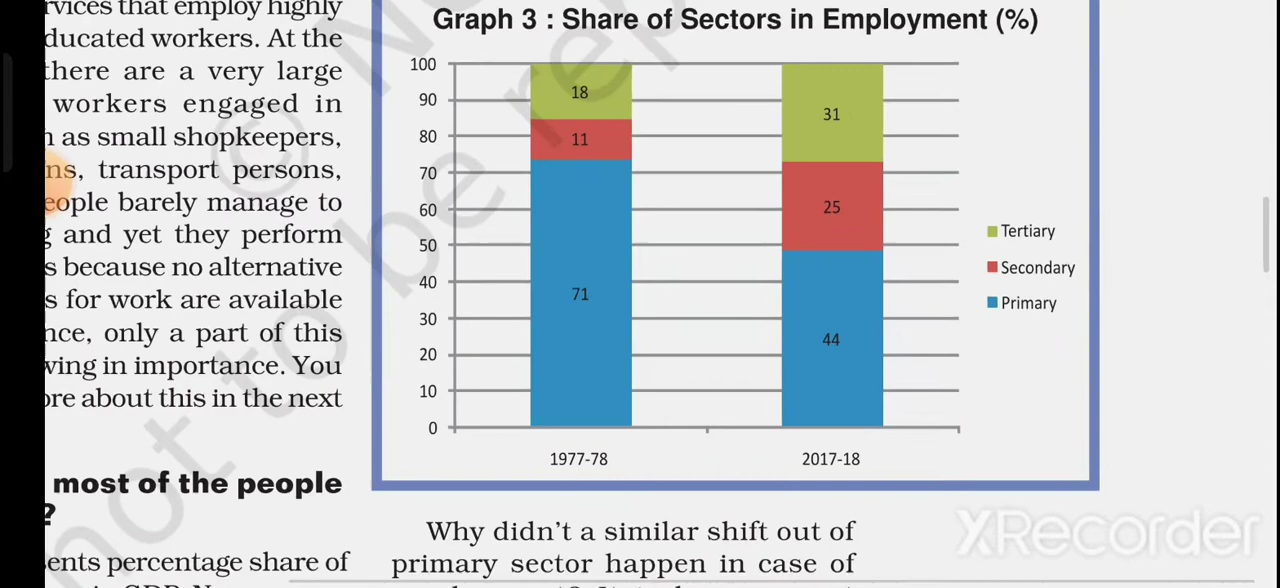 rvices that employ highly
ducated workers. At the
there are a very large
workers engaged in
as small shopkeepers,
ns, transport persons,
eople barely manage to
g and yet they perform
s because no alternative
s for work are available
nce, only a part of this
wing in importance. You
ore about this in the next
most of the people
?
ents percentage share of
Graph 3 : Share of Sectors in Employment (%)
100
90
80
70
60
50
40
30
20
10
0
18
11
71
31
25
44
1977-78
2017-18
Tertiary
Secondary
Primary
Why didn't a similar shift out of
primary sector happen in case of
not to be rep
XRecorder